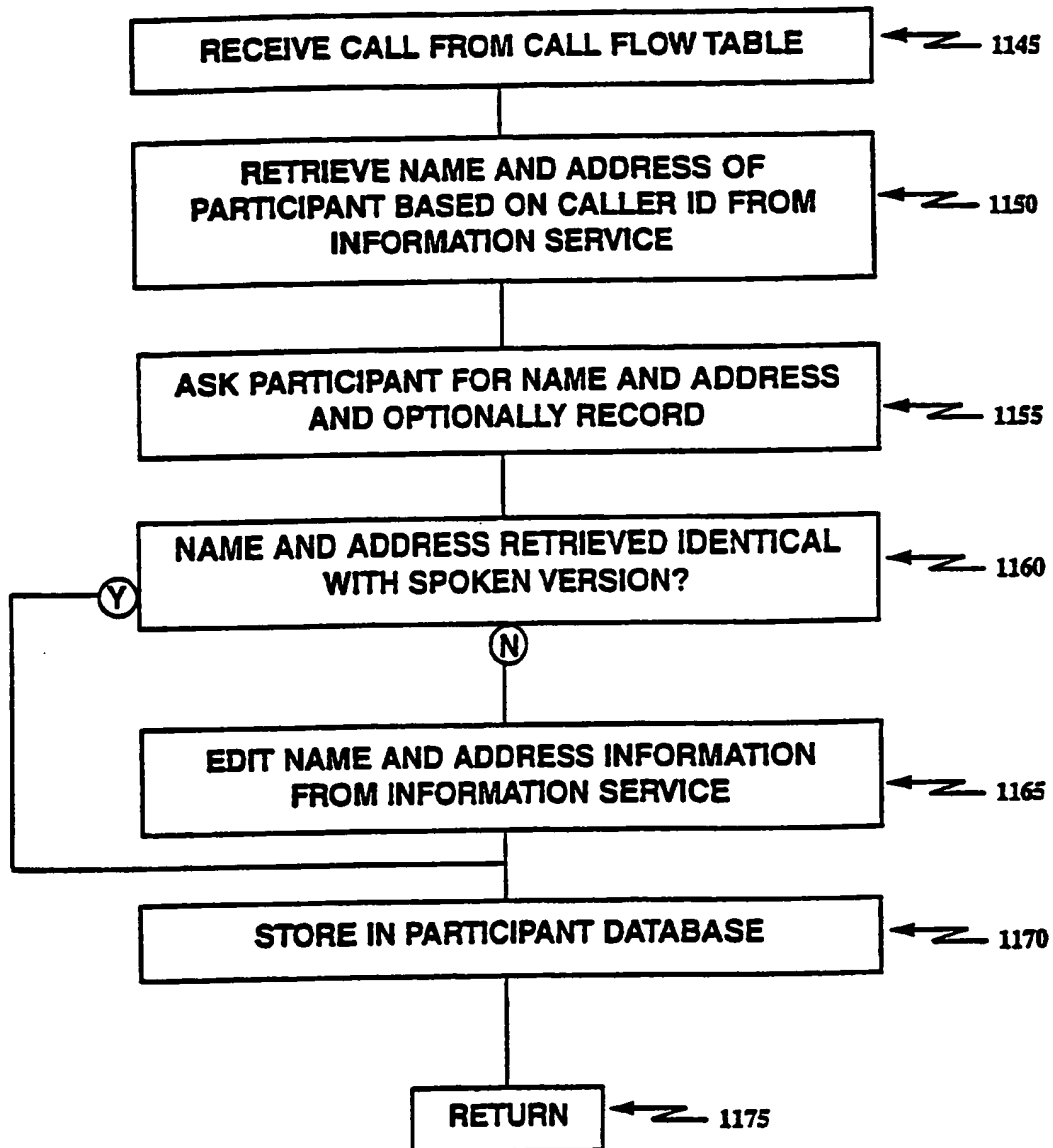 RECEIVE CALL FROM CALL FLOW TABLE
1145
RETRIEVE NAME AND ADDRESS OF
PARTICIPANT BASED ON CALLER ID FROM
INFORMATION SERVICE
1150
ASK PARTICIPANT FOR NAME AND ADDRESS
AND OPTIONALLY RECORD
1155
NAME AND ADDRESS RETRIEVED IDENTICAL
WITH SPOKEN VERSION?
1160
Y
N
EDIT NAME AND ADDRESS INFORMATION
FROM INFORMATION SERVICE
1165
STORE IN PARTICIPANT DATABASE
1170
RETURN
1175